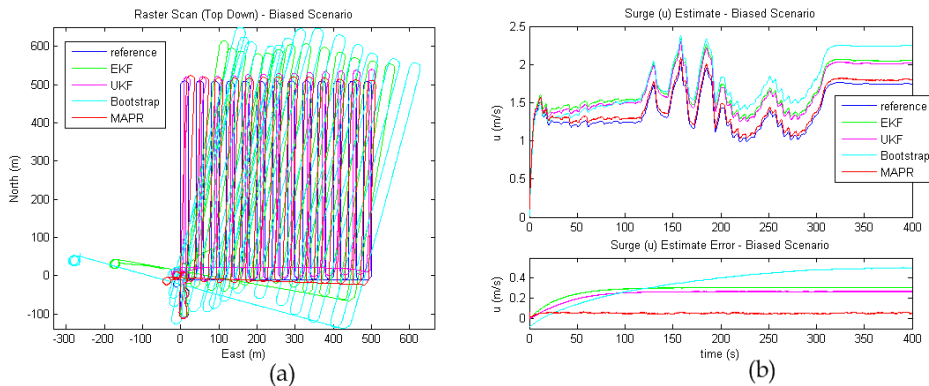 Raster Scan (Top Down) - Biased Scenario
600
500
400
300
200
100
0
-100
North (m)
reference
EKF
UKF
Bootstrap
MAPR
-300 -200 -100 0 100 200 300 400 500 600
East (m)
(a)
Surge (u) Estimate - Biased Scenario
2.5
2
1.5
1
0.5
0
u (m/s)
reference
EKF
UKF
Bootstrap
MAPR
0 50 100 150 200 250 300 350 400
Surge (u) Estimate Error - Biased Scenario
0.4
0.2
0
u (m/s)
0 50 100 150 200 250 300 350 400
time (s)
(b)